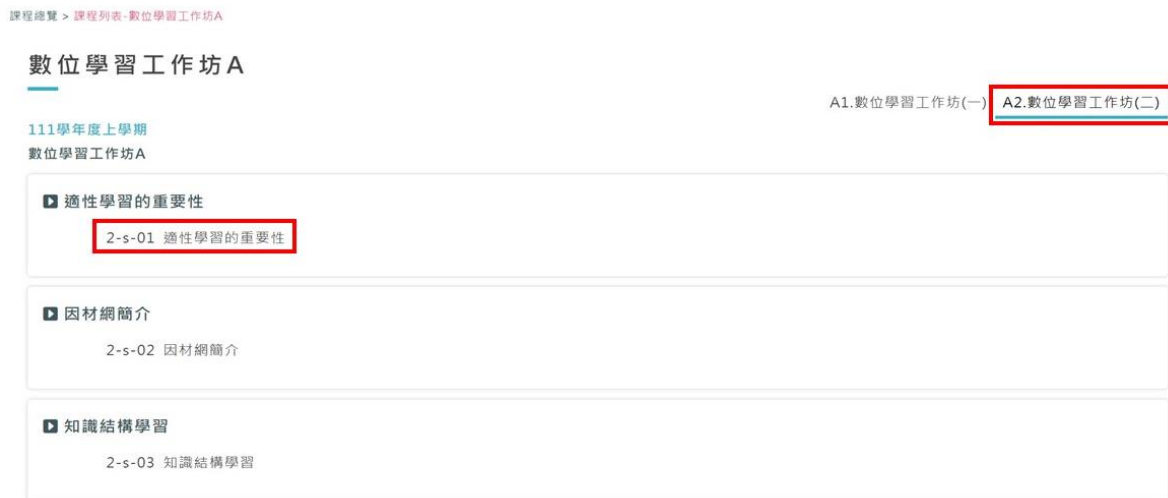 課程總覽 > 課程列表-數位學習工作坊A
數位學習工作坊A
A1.數位學習工作坊(一) A2.數位學習工作坊(二)
111學年度上學期
數位學習工作坊A
適性學習的重要性
2-s-01 適性學習的重要性
因材網簡介
2-s-02 因材網簡介
知識結構學習
2-s-03 知識結構學習